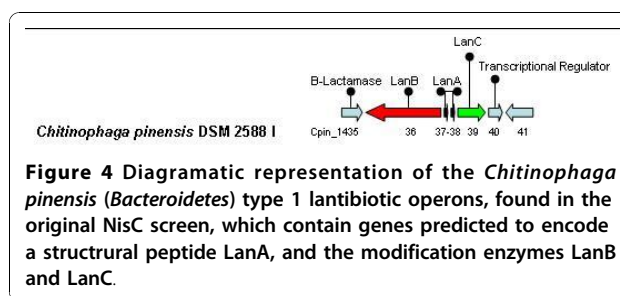 LanC
Transcriptional Regulator
B-Lactamase LanB LanA
Chitinophaga pinensis DSM 2588 I Cpin_1435 36 37-38 39 40 41
Figure 4 Diagramatic representation of the Chitinophaga
pinensis (Bacteroidetes) type 1 lantibiotic operons, found in the
original NisC screen, which contain genes predicted to encode
a structrural peptide LanA, and the modification enzymes LanB
and LanC.